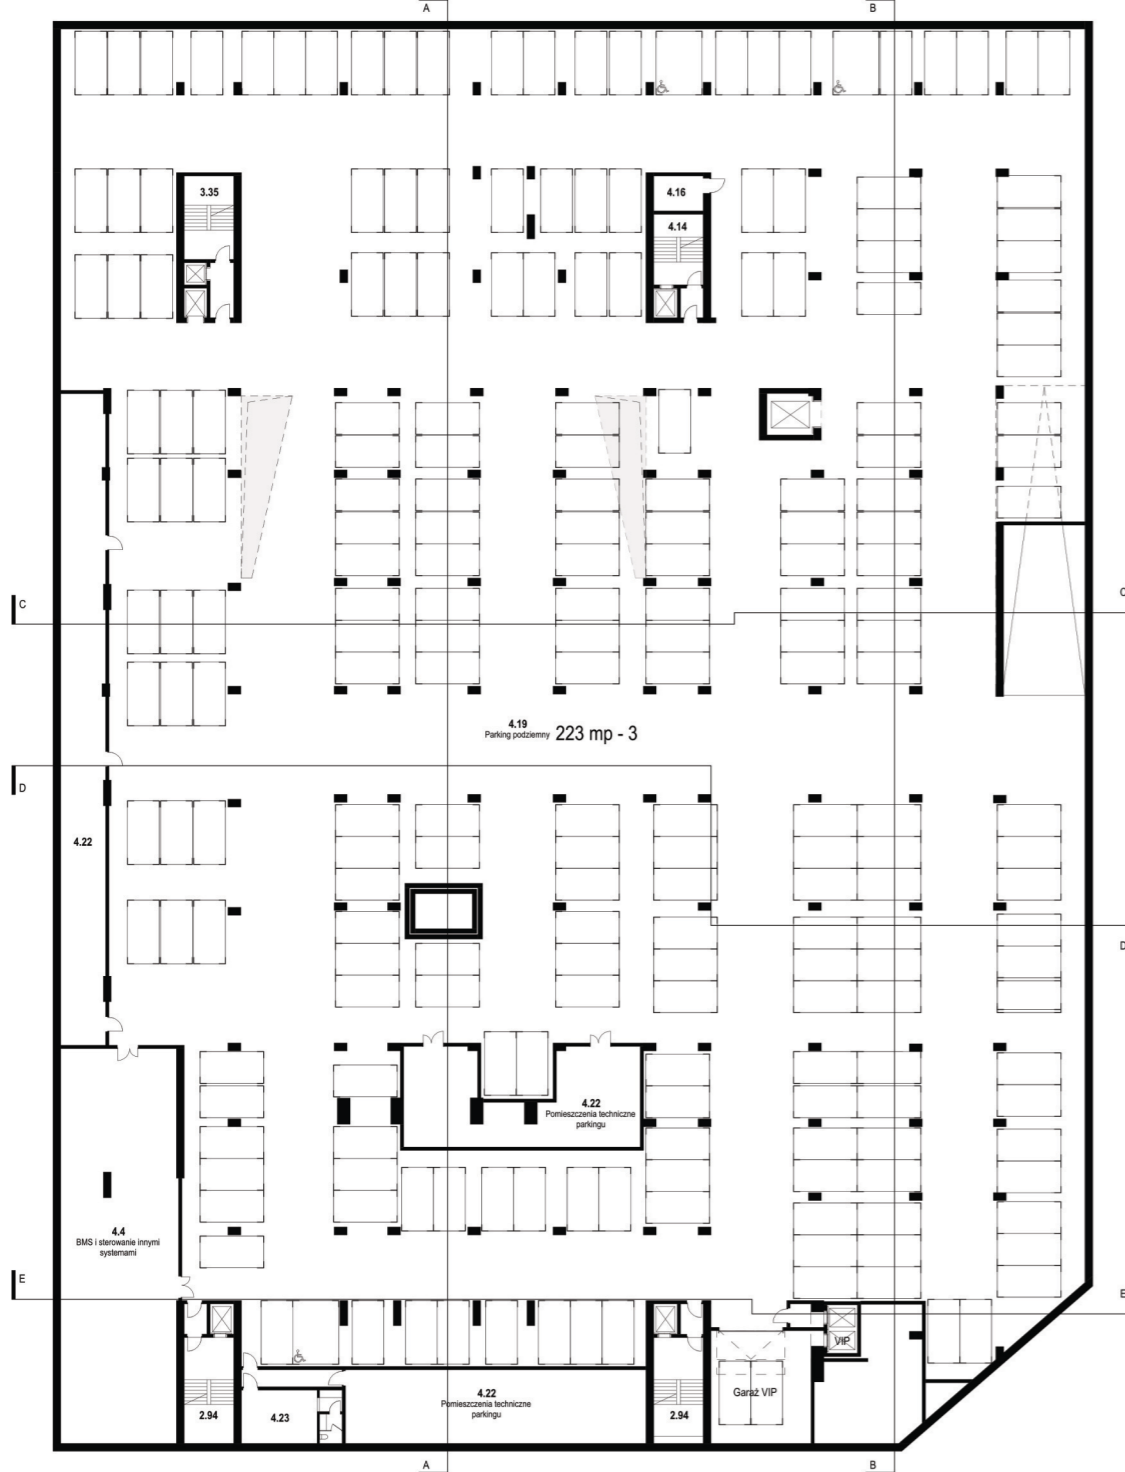 A
B
3.35
4.16
4.14
C
C
4.19
Parking podziemny 223 mp - 3
D
4.22
D
4.22
Pomieszczenia techniczne
parkingu
4.4
BMS i sterowanie innymi
systemami
E
E
VIP
Garaż VIP
4.22
Pomieszczenia techniczne
parkingu
2.94
4.23
2.94
A
B